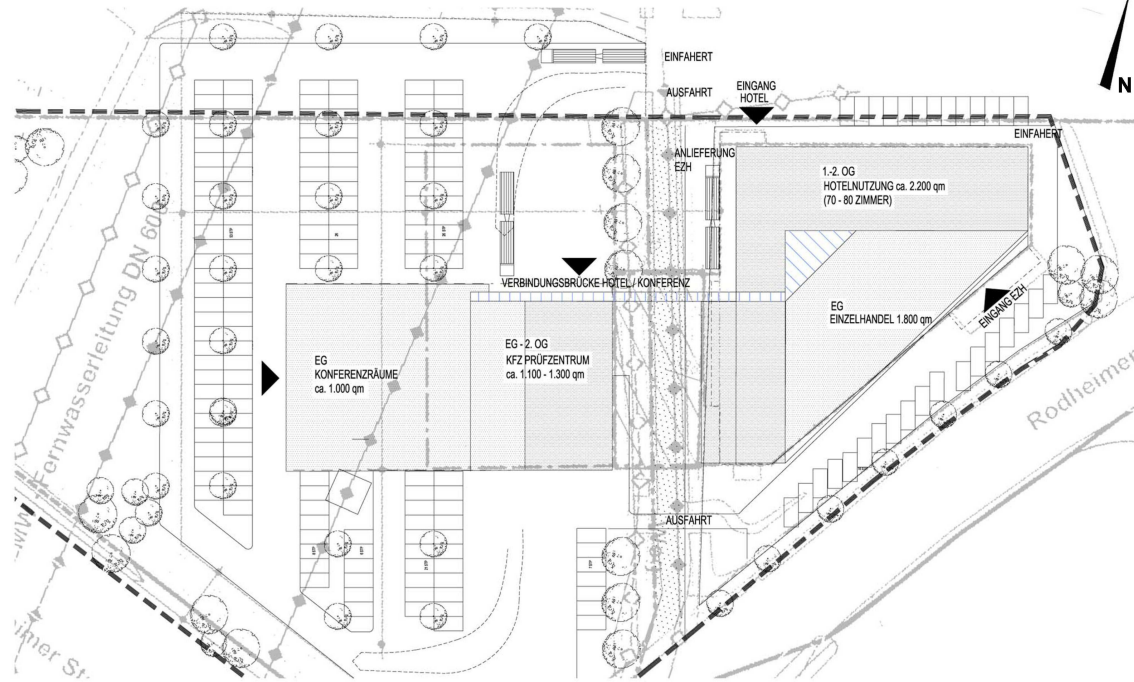 EINFAHERT
AUSFAHRT
EINGANG
HOTEL
N
EINFAHERT
ANLIEFERUNG
EZH
1.-2. OG
HOTELNUTZUNG ca. 2.200 qm
(70 - 80 ZIMMER)
Fernwasserleitung DN 600
VERBINDUNGSBRÜCKE HOTEL / KONFERENZ
EINGANG EZH
EG
EINZELHANDEL 1.800 qm
EG - 2. OG
KFZ PRÜFZENTRUM
ca. 1.100 - 1.300 qm
EG
KONFERENZRÄUME
ca. 1.000 qm
Rodheimer
AUSFAHRT